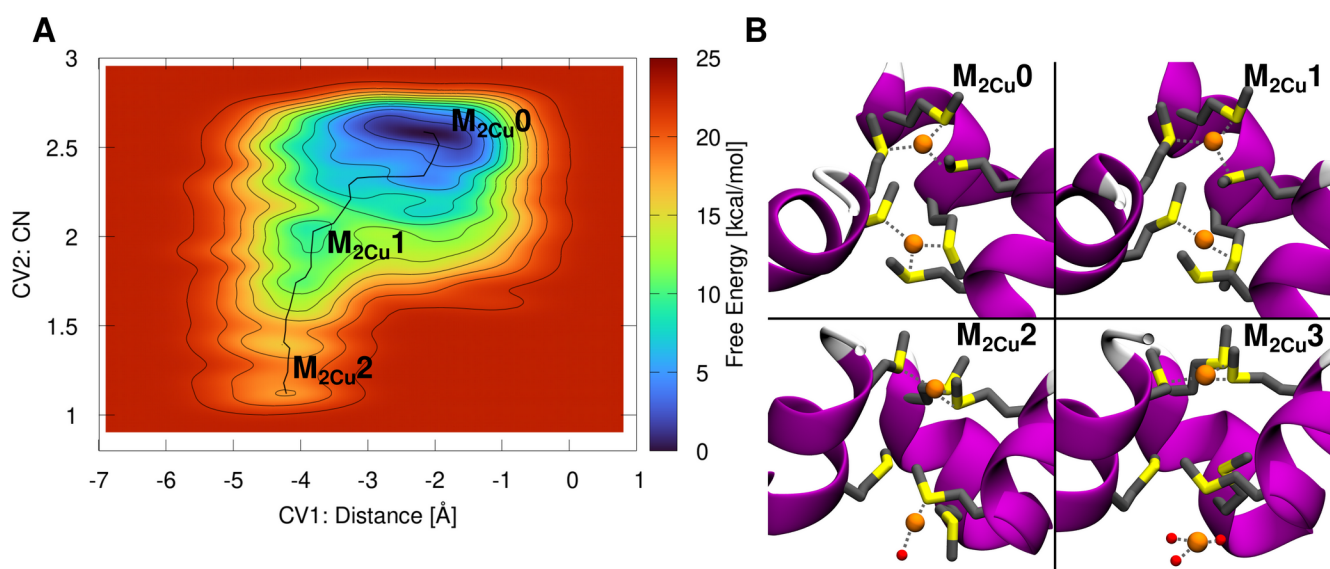 A
3
2.5
2
1.5
1
CV2: CN
-7
-6
-5
-4
-3
-2
-1
0
1
CV1: Distance [Å]
M2Cu0
M2Cu1
M2Cu2
25
20
15
10
5
0
Free Energy [kcal/mol]
B
M2Cu0
M2Cu1
M2Cu2
M2Cu3